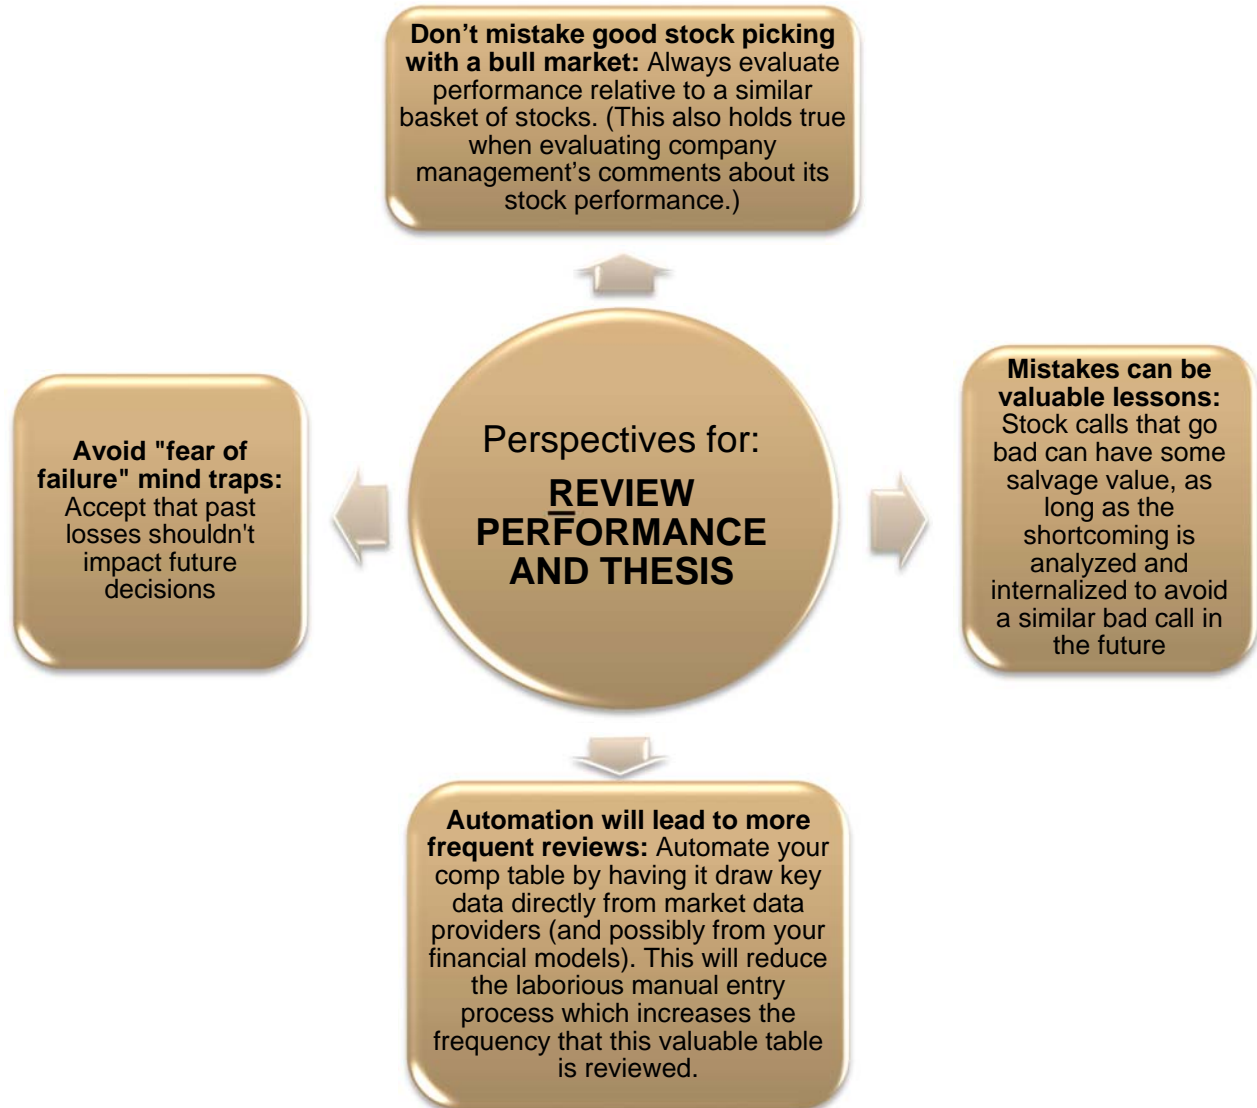 Don’t mistake good stock picking
with a bull market: Always evaluate
performance relative to a similar
basket of stocks. (This also holds true
when evaluating company
management’s comments about its
stock performance.)
Avoid "fear of
failure" mind traps:
Accept that past
losses shouldn't
impact future
decisions
Perspectives for:
REVIEW
PERFORMANCE
AND THESIS
Mistakes can be
valuable lessons:
Stock calls that go
bad can have some
salvage value, as
long as the
shortcoming is
analyzed and
internalized to avoid
a similar bad call in
the future
Automation will lead to more
frequent reviews: Automate your
comp table by having it draw key
data directly from market data
providers (and possibly from your
financial models). This will reduce
the laborious manual entry
process which increases the
frequency that this valuable table
is reviewed.